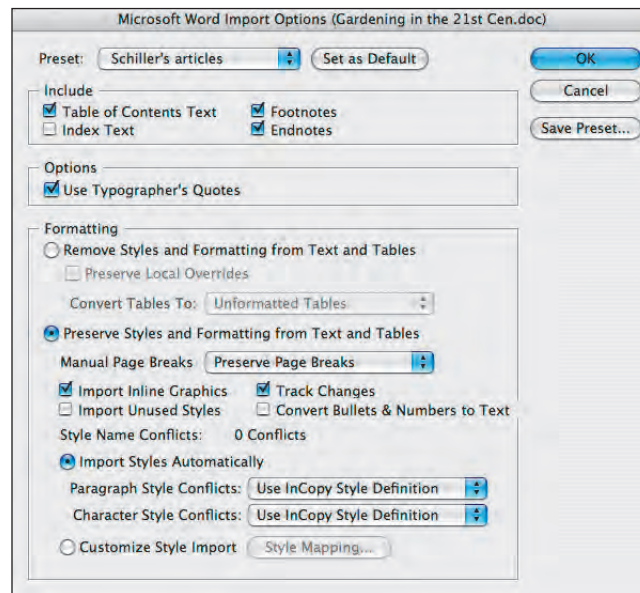 Microsoft Word Import Options (Gardening in the 21st Cen.doc)
Preset: Schiller's articles Set as Default OK
Include Cancel
Table of Contents Text Footnotes
Index Text Endnotes Save Preset...
Options
Use Typographer's Quotes
Formatting
Remove Styles and Formatting from Text and Tables
Preserve Local Overrides
Convert Tables To: Unformatted Tables
Preserve Styles and Formatting from Text and Tables
Manual Page Breaks Preserve Page Breaks
Import Inline Graphics Track Changes
Import Unused Styles Convert Bullets & Numbers to Text
Style Name Conflicts: 0 Conflicts
Import Styles Automatically
Paragraph Style Conflicts: Use InCopy Style Definition
Character Style Conflicts: Use InCopy Style Definition
Customize Style Import Style Mapping...